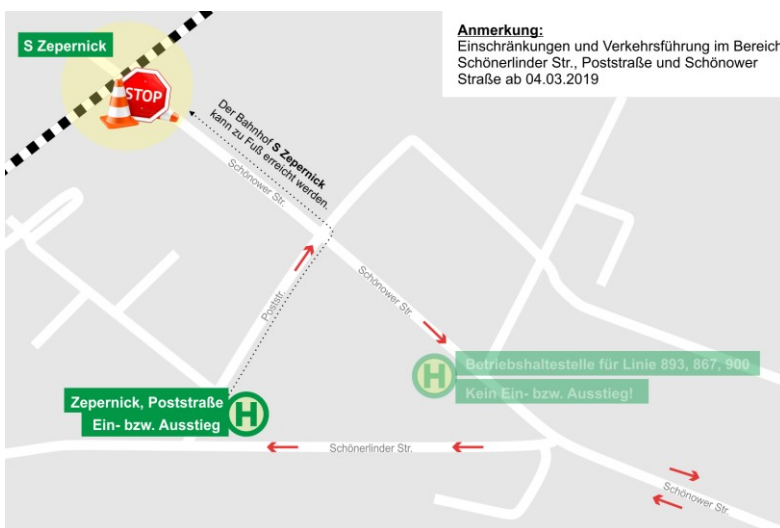 S Zepernick
Anmerkung:
Einschränkungen und Verkehrsführung im Bereich
Schönerlinder Str., Poststraße und Schönower
Straße ab 04.03.2019
STOP
Der Bahnhof S Zepernick
kann zu Fuß erreicht werden.
Schönower Str.
Poststr.
Schönower Str.
H
Betriebshaltestelle für Linie 893, 867, 900
Kein Ein- bzw. Ausstieg!
Zepernick, Poststraße
Ein- bzw. Ausstieg
H
Schönerlinder Str.
Schönower Str.